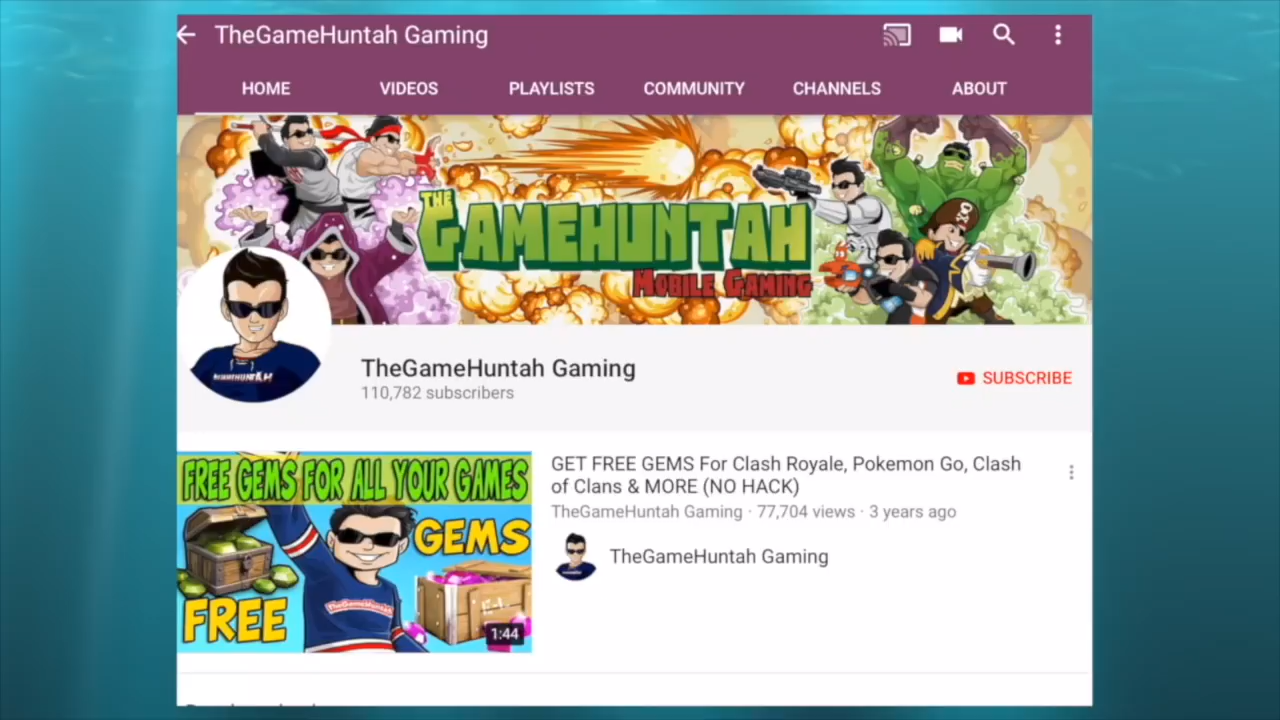 TheGameHuntah Gaming
HOME VIDEOS PLAYLISTS COMMUNITY CHANNELS ABOUT
THE
GAMEHUNTAH
MOBILE GAMING
TheGameHuntah Gaming
110,782 subscribers
SUBSCRIBE
FREE GEMS FOR ALL YOUR GAMES
GEMS
FREE
TheGameHuntah
1:44
GET FREE GEMS For Clash Royale, Pokemon Go, Clash
of Clans & MORE (NO HACK)
TheGameHuntah Gaming · 77,704 views · 3 years ago
TheGameHuntah Gaming